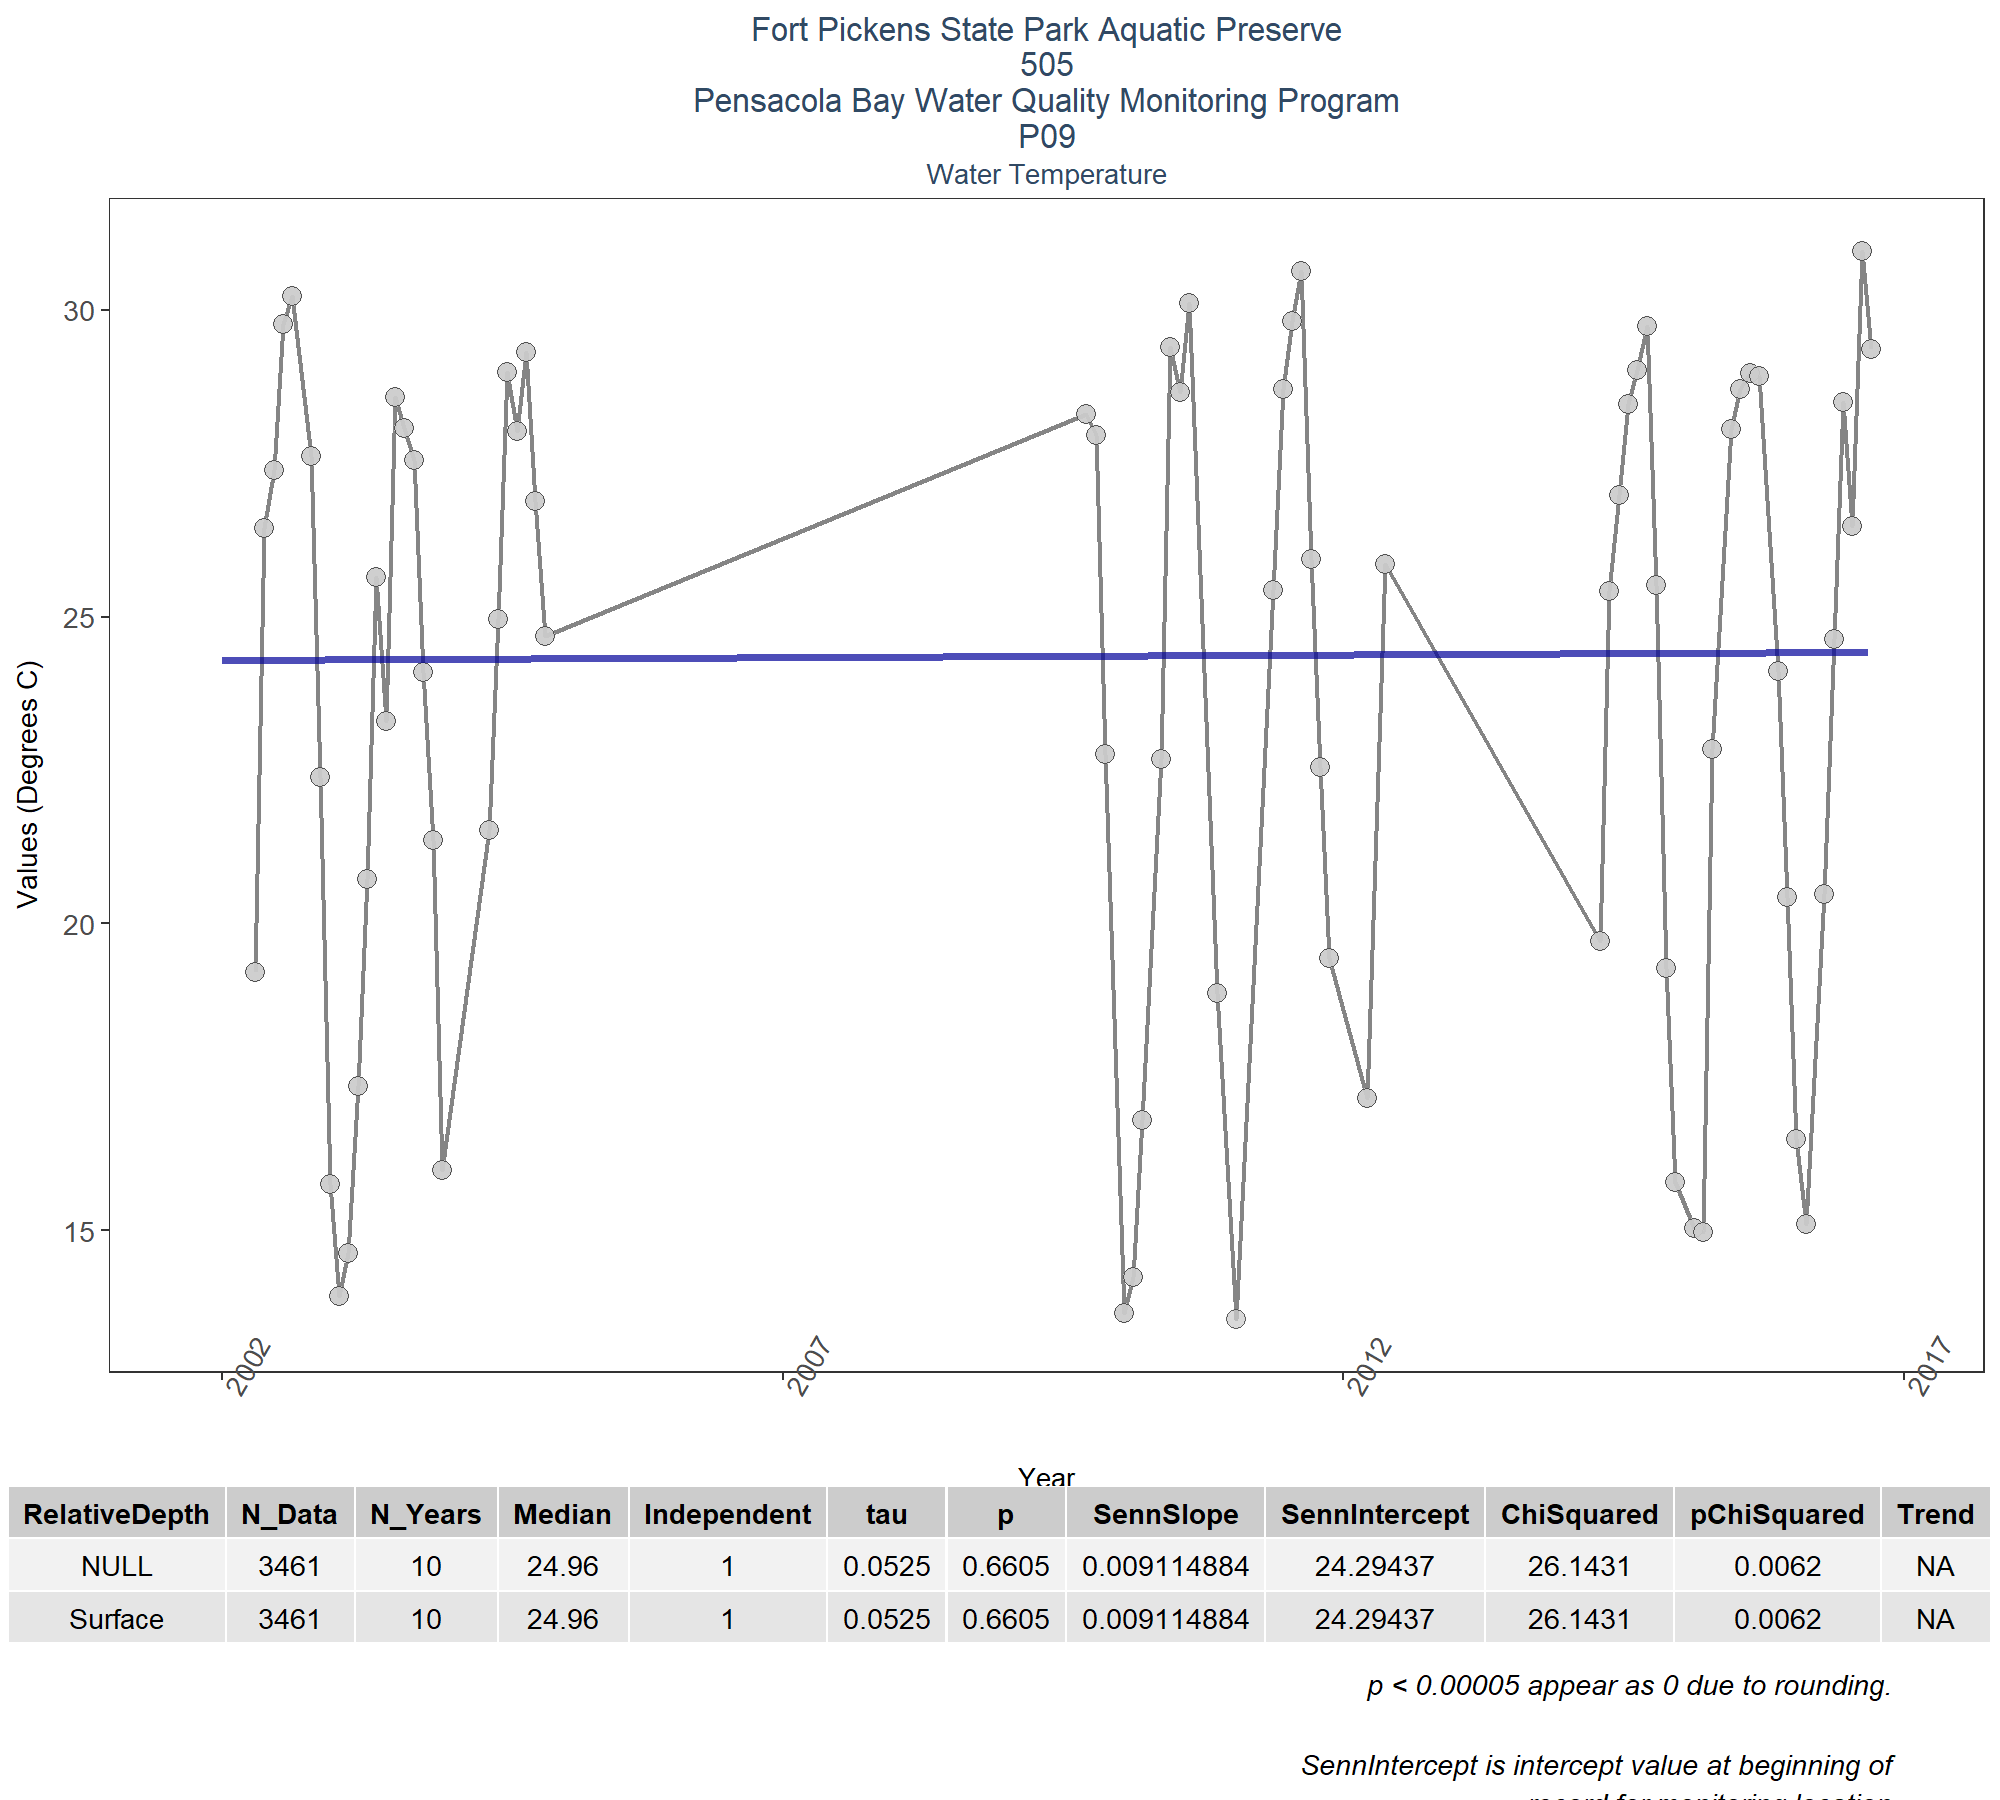 Fort Pickens State Park Aquatic Preserve
505
Pensacola Bay Water Quality Monitoring Program
P09
Water Temperature
Values (Degrees C)
30
25
20
15
2002
2007
2012
2017
Year
RelativeDepth N_Data N_Years Median Independent tau p SennSlope SennIntercept ChiSquared pChiSquared Trend
NULL 3461 10 24.96 1 0.0525 0.6605 0.009114884 24.29437 26.1431 0.0062 NA
Surface 3461 10 24.96 1 0.0525 0.6605 0.009114884 24.29437 26.1431 0.0062 NA
p < 0.00005 appear as 0 due to rounding.
SennIntercept is intercept value at beginning of
record for monitoring location